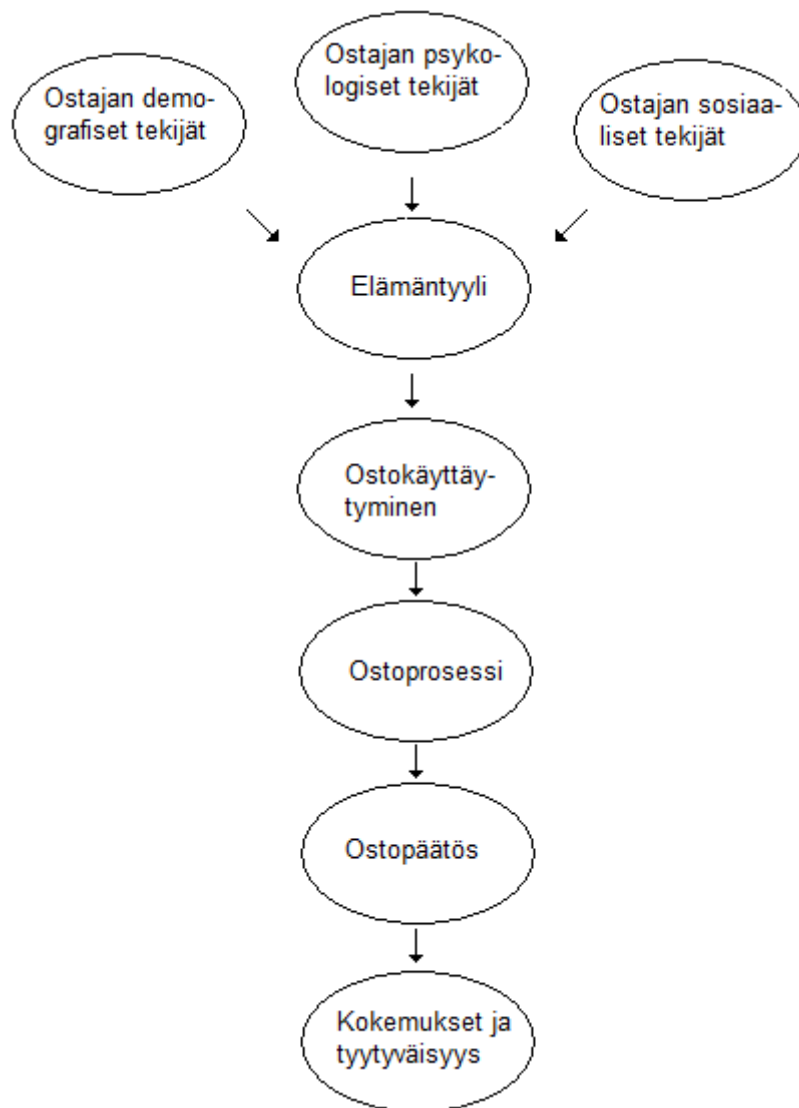 Ostajan demo-
grafiset tekijät
Ostajan psyko-
logiset tekijät
Ostajan sosiaa-
liset tekijät
Elämäntyyli
Ostokäyttäy-
tyminen
Ostoprosessi
Ostopäätös
Kokemukset ja
tyytyväisyys